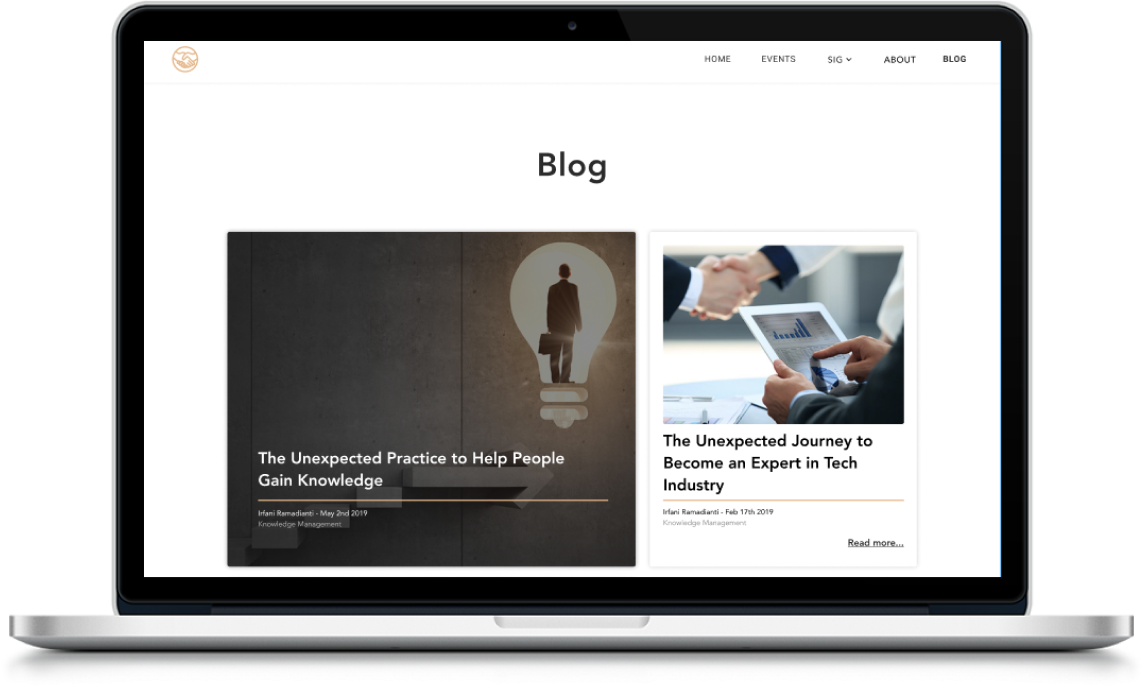 HOME EVENTS SIG ABOUT BLOG
Blog
The Unexpected Practice to Help People
Gain Knowledge
Irfani Ramadianti - May 2nd 2019
Knowledge Management
The Unexpected Journey to
Become an Expert in Tech
Industry
Irfani Ramadianti - Feb 17th 2019
Knowledge Management
Read more...